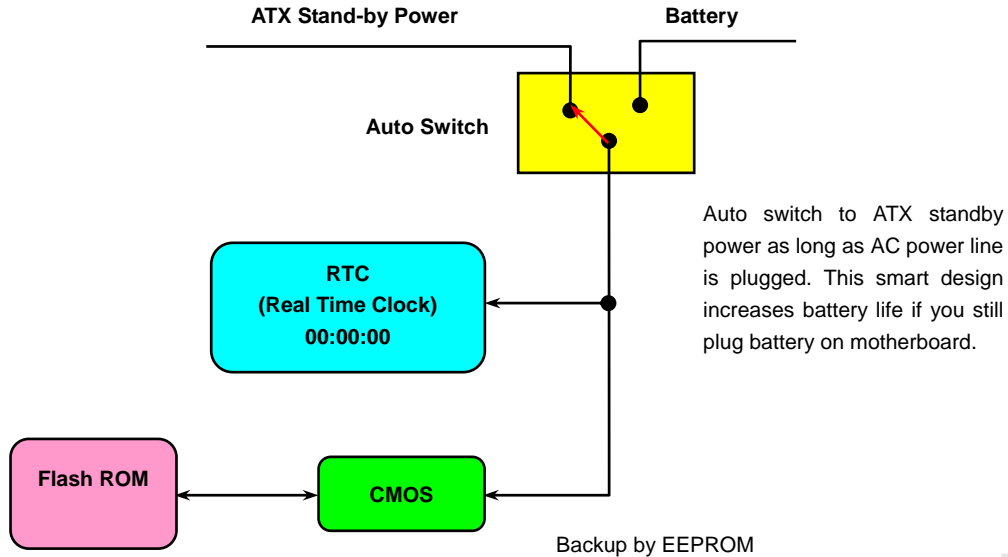 ATX Stand-by Power
Battery
Auto Switch
Auto switch to ATX standby
power as long as AC power line
is plugged. This smart design
increases battery life if you still
plug battery on motherboard.
RTC
(Real Time Clock)
00:00:00
Flash ROM
CMOS
Backup by EEPROM